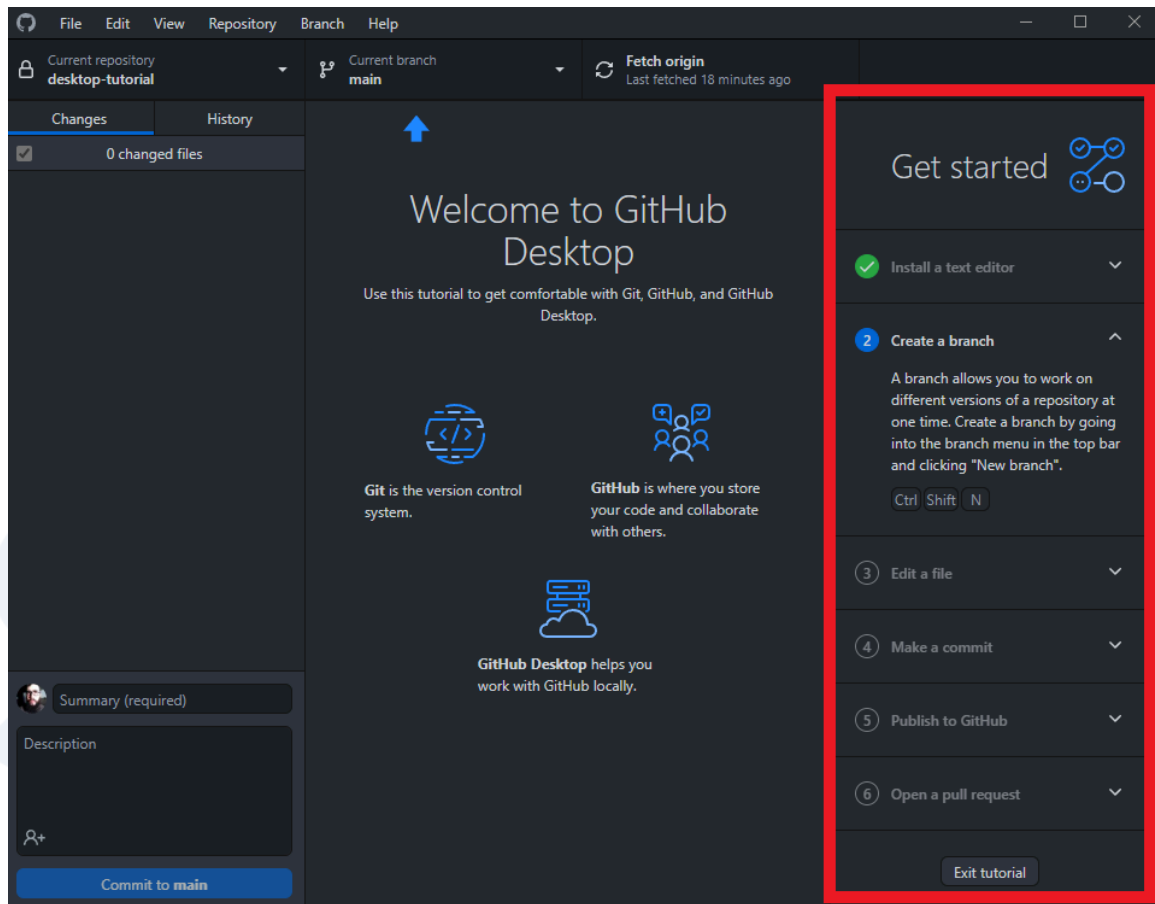 File Edit View Repository Branch Help
Current repository
desktop-tutorial
Current branch
main
Fetch origin
Last fetched 18 minutes ago
Changes History
0 changed files
Summary (required)
Description
Commit to main
Welcome to GitHub
Desktop
Use this tutorial to get comfortable with Git, GitHub, and GitHub
Desktop.
Git is the version control
system.
GitHub is where you store
your code and collaborate
with others.
GitHub Desktop helps you
work with GitHub locally.
Get started
Install a text editor
2 Create a branch
A branch allows you to work on
different versions of a repository at
one time. Create a branch by going
into the branch menu in the top bar
and clicking "New branch".
Ctrl Shift N
3 Edit a file
4 Make a commit
5 Publish to GitHub
6 Open a pull request
Exit tutorial